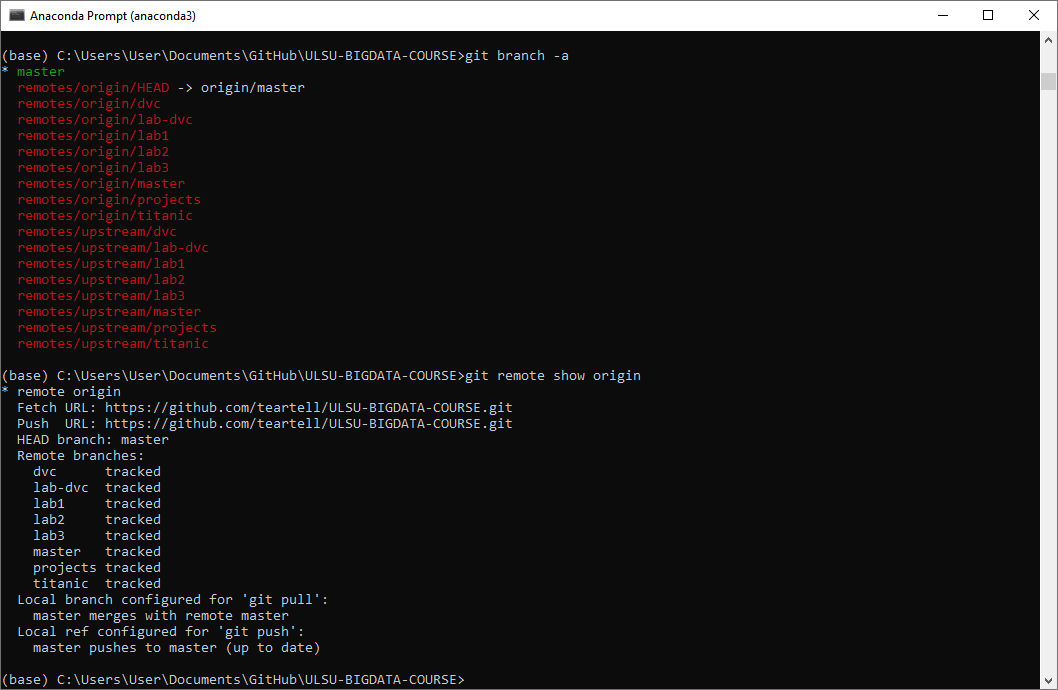 Anaconda Prompt (anaconda3)
(base) C:\Users\User\Documents\GitHub\ULSU-BIGDATA-COURSE>git branch -a
* master
  remotes/origin/HEAD -> origin/master
  remotes/origin/dvc
  remotes/origin/lab-dvc
  remotes/origin/lab1
  remotes/origin/lab2
  remotes/origin/lab3
  remotes/origin/master
  remotes/origin/projects
  remotes/origin/titanic
  remotes/upstream/dvc
  remotes/upstream/lab-dvc
  remotes/upstream/lab1
  remotes/upstream/lab2
  remotes/upstream/lab3
  remotes/upstream/master
  remotes/upstream/projects
  remotes/upstream/titanic
(base) C:\Users\User\Documents\GitHub\ULSU-BIGDATA-COURSE>git remote show origin
* remote origin
  Fetch URL: https://github.com/teartell/ULSU-BIGDATA-COURSE.git
  Push  URL: https://github.com/teartell/ULSU-BIGDATA-COURSE.git
  HEAD branch: master
  Remote branches:
    dvc      tracked
    lab-dvc  tracked
    lab1     tracked
    lab2     tracked
    lab3     tracked
    master   tracked
    projects tracked
    titanic  tracked
  Local branch configured for 'git pull':
    master merges with remote master
  Local ref configured for 'git push':
    master pushes to master (up to date)
(base) C:\Users\User\Documents\GitHub\ULSU-BIGDATA-COURSE>